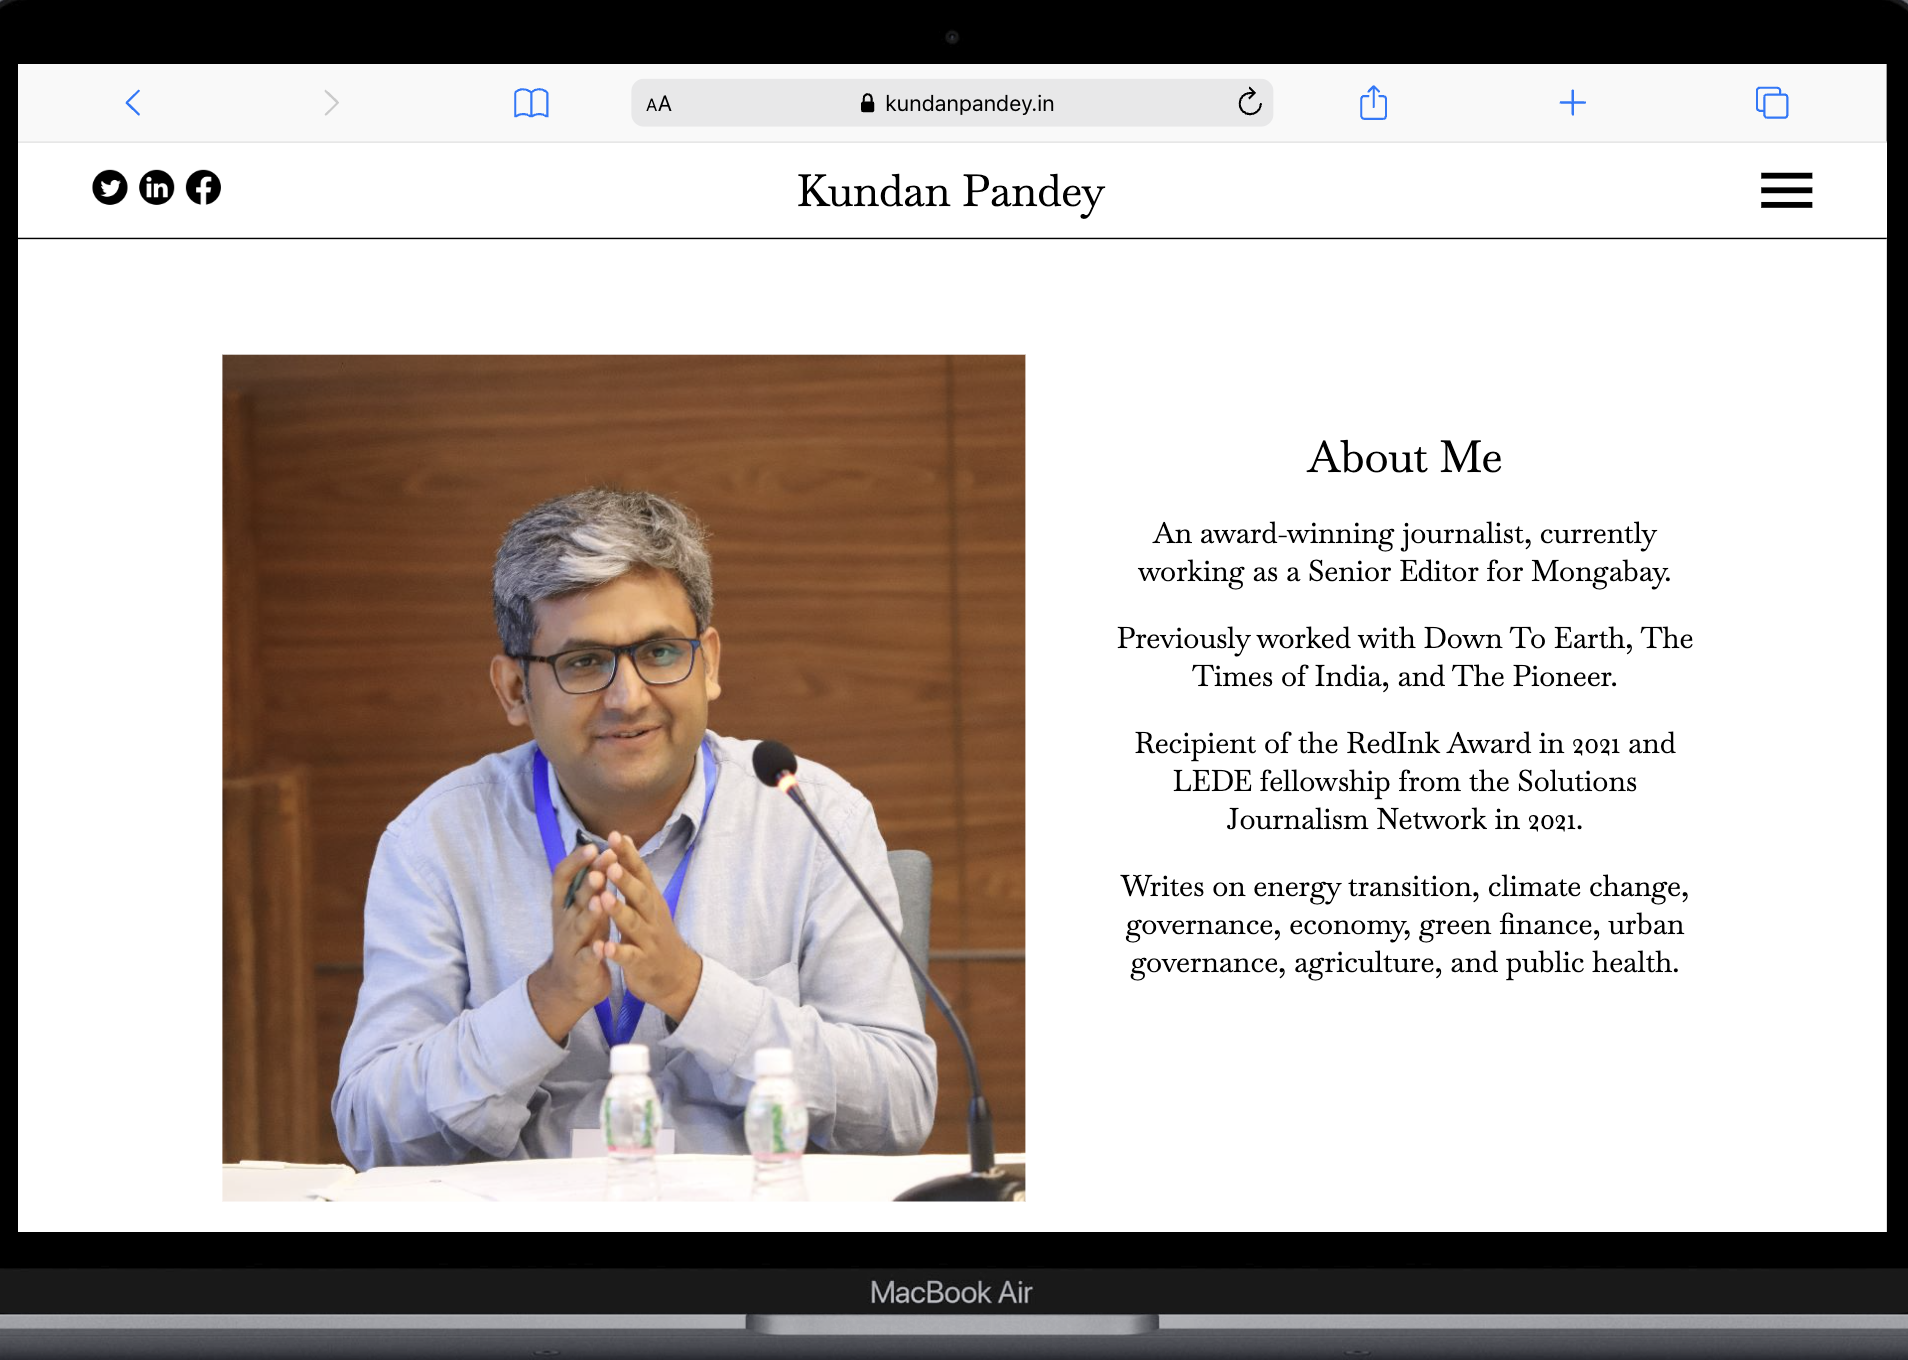 AA
kundanpandey.in
Kundan Pandey
About Me
An award-winning journalist, currently
working as a Senior Editor for Mongabay.
Previously worked with Down To Earth, The
Times of India, and The Pioneer.
Recipient of the RedInk Award in 2021 and
LEDE fellowship from the Solutions
Journalism Network in 2021.
Writes on energy transition, climate change,
governance, economy, green finance, urban
governance, agriculture, and public health.
MacBook Air